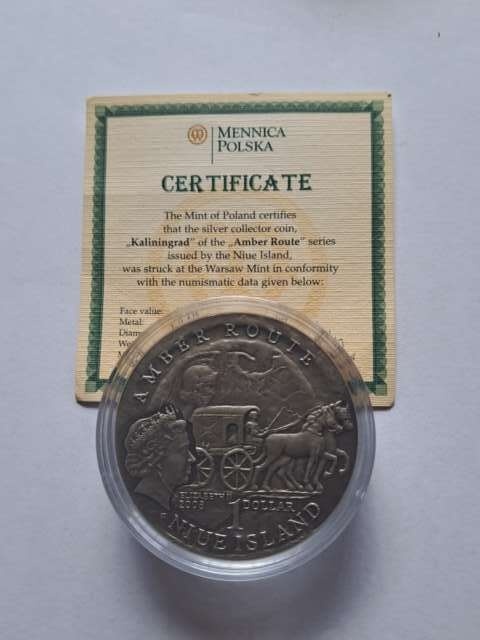 MENNICA
POLSKA
CERTIFICATE
The Mint of Poland certifies
that the silver collector coin,
„Kaliningrad" of the „Amber Route" series
issued by the Niue Island,
was struck at the Warsaw Mint in conformity
with the numismatic data given below:
Face value:
Metal:
AMBER ROUTE
ELIZABETH II
2008
1
DOLLAR
NIUE ISLAND